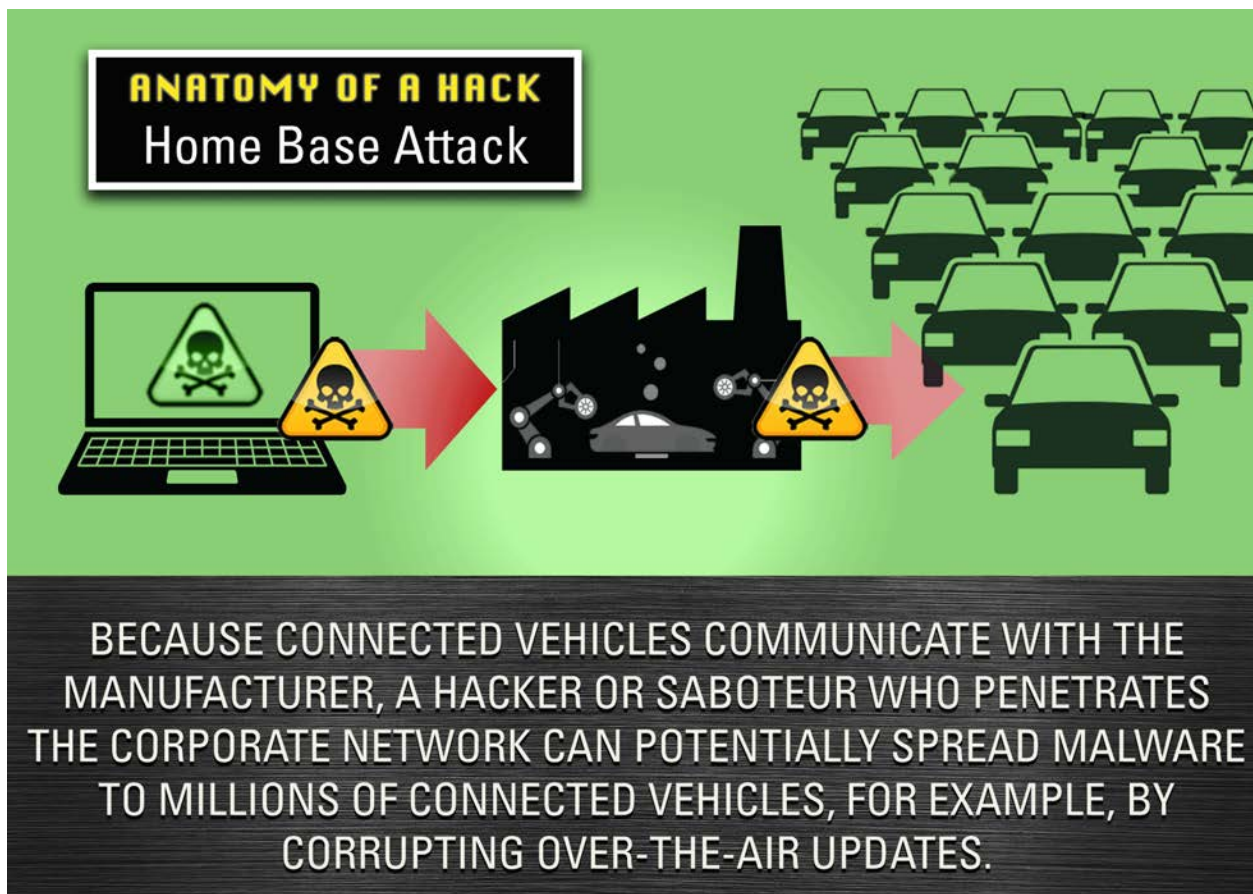 ANATOMY OF A HACK
Home Base Attack
BECAUSE CONNECTED VEHICLES COMMUNICATE WITH THE
MANUFACTURER, A HACKER OR SABOTEUR WHO PENETRATES
THE CORPORATE NETWORK CAN POTENTIALLY SPREAD MALWARE
TO MILLIONS OF CONNECTED VEHICLES, FOR EXAMPLE, BY
CORRUPTING OVER-THE-AIR UPDATES.